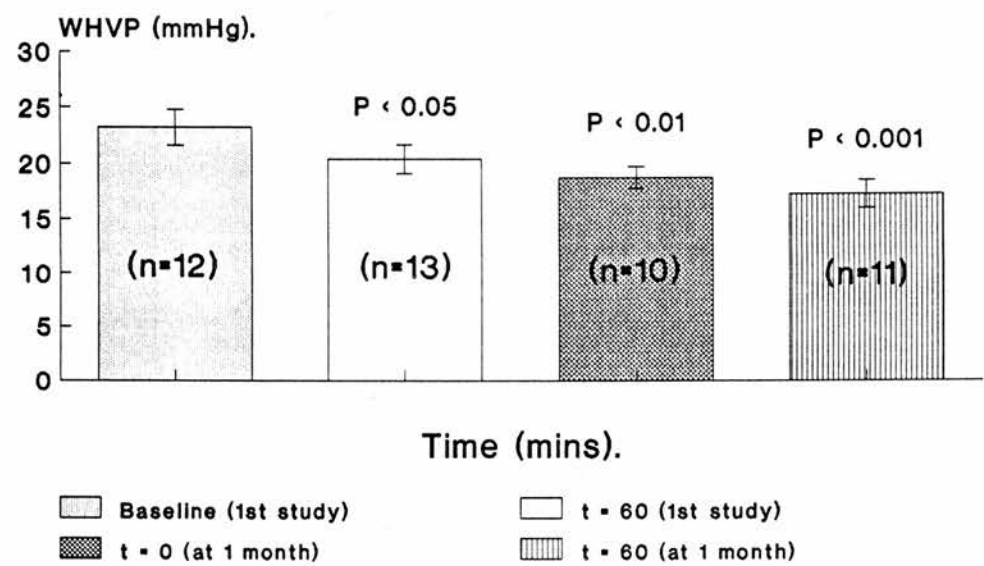 WHVP (mmHg).
30
25
20
15
10
5
0
P < 0.05
P < 0.01
P < 0.001
(n=12)
(n=13)
(n=10)
(n=11)
Time (mins).
Baseline (1st study)
t = 60 (1st study)
t = 0 (at 1 month)
t = 60 (at 1 month)